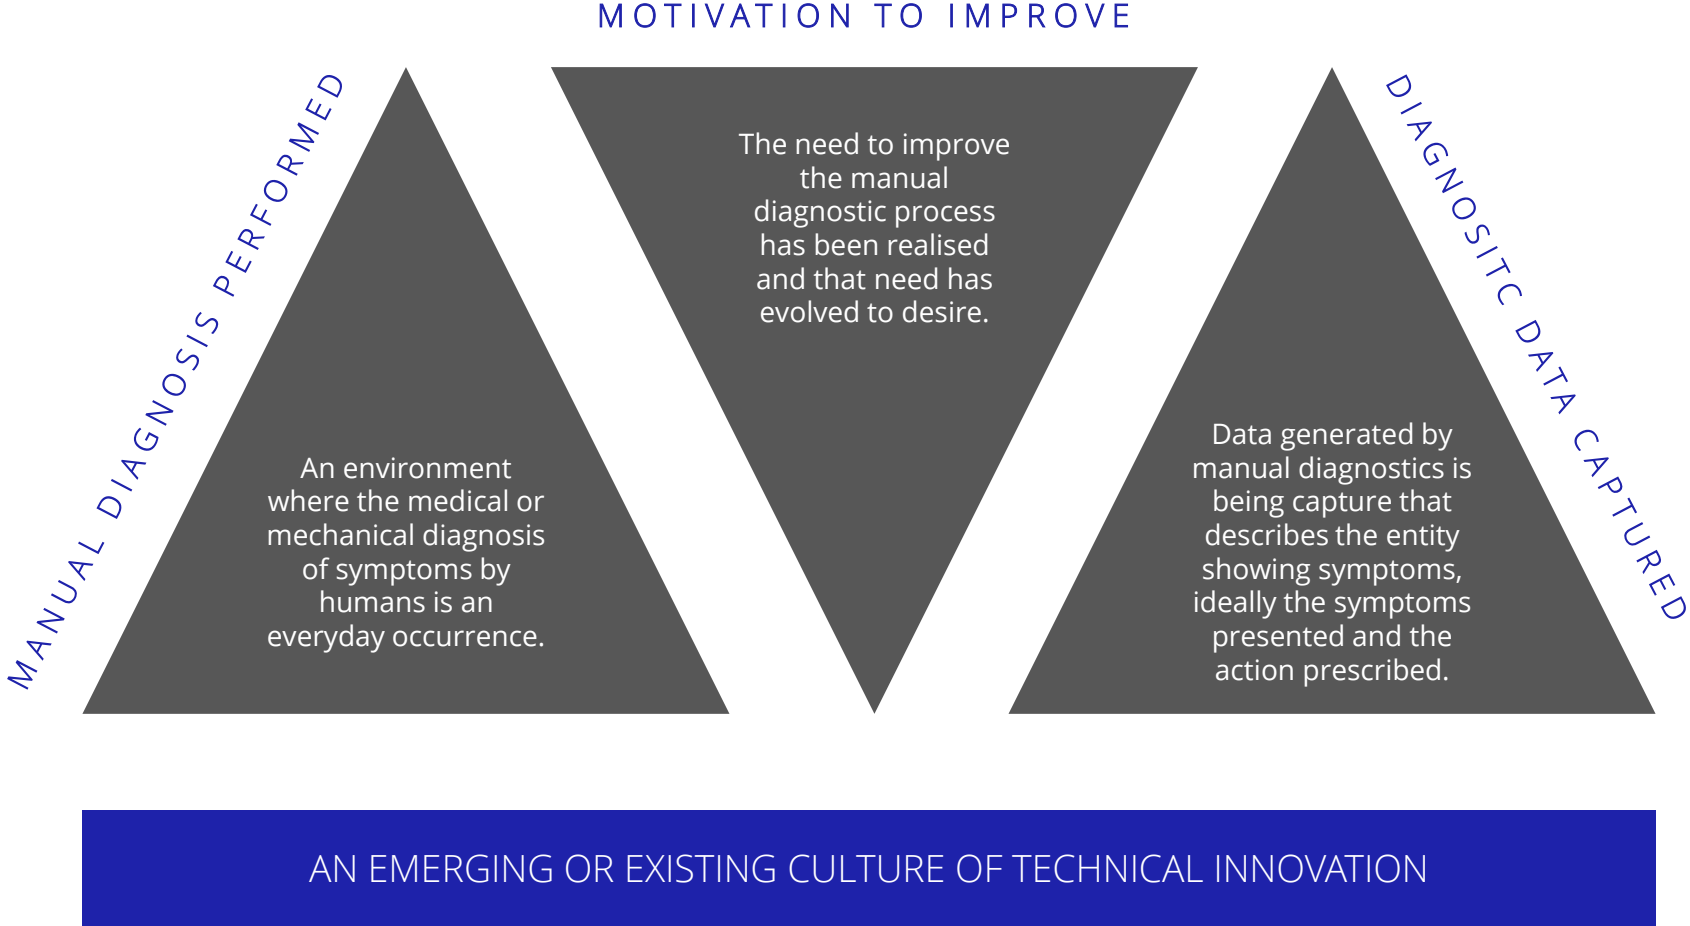 MOTIVATION TO IMPROVE
MANUAL DIAGNOSIS PERFORMED
An environment
where the medical or
mechanical diagnosis
of symptoms by
humans is an
everyday occurrence.
The need to improve
the manual
diagnostic process
has been realised
and that need has
evolved to desire.
DIAGNOSITC DATA CAPTURED
Data generated by
manual diagnostics is
being capture that
describes the entity
showing symptoms,
ideally the symptoms
presented and the
action prescribed.
AN EMERGING OR EXISTING CULTURE OF TECHNICAL INNOVATION